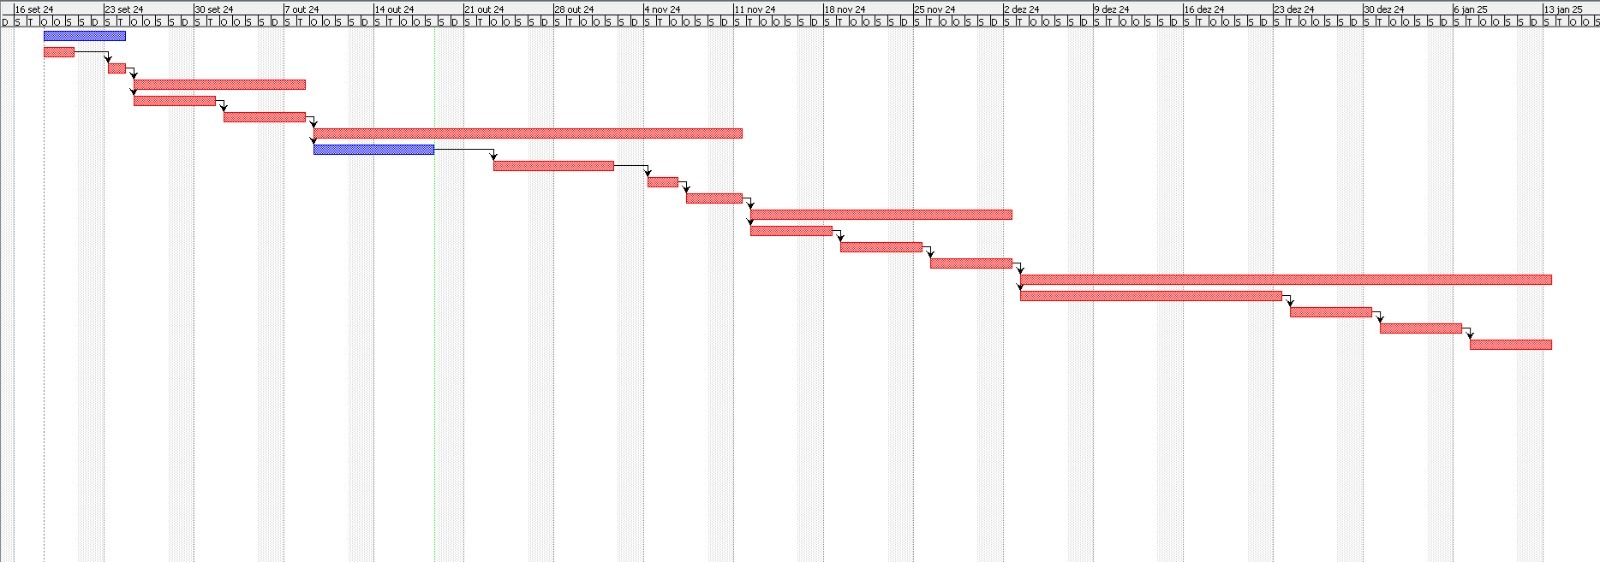 16 set 24 23 set 24 30 set 24 7 out 24 14 out 24 21 out 24 28 out 24 4 nov 24 11 nov 24 18 nov 24 25 nov 24 2 dez 24 9 dez 24 16 dez 24 23 dez 24 30 dez 24 6 jan 25 13 jan 25
D S T Q Q S S D S T Q Q S S D S T Q Q S S D S T Q Q S S D S T Q Q S S D S T Q Q S S D S T Q Q S S D S T Q Q S S D S T Q Q S S D S T Q Q S S D S T Q Q S S D S T Q Q S S D S T Q Q S S D S T Q Q S S D S T Q Q S S D S T Q Q S S D S T Q Q S S D S T Q Q S